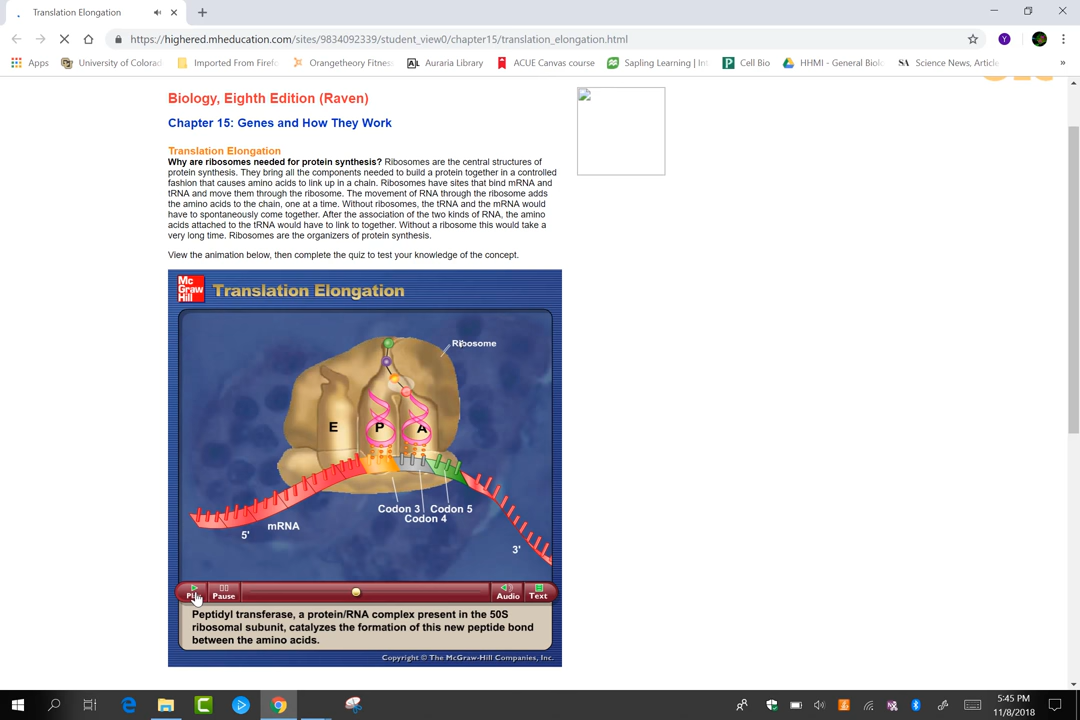 Translation Elongation
https://highered.mheducation.com/sites/9834092339/student_view0/chapter15/translation_elongation.html
Y
Apps
University of Colorad
Imported From Firefo
Orangetheory Fitness
Auraria Library
ACUE Canvas course
Sapling Learning | Int
Cell Bio
HHMI - General Biolo
SA
Science News, Article
»
Biology, Eighth Edition (Raven)
Chapter 15: Genes and How They Work
Translation Elongation
Why are ribosomes needed for protein synthesis? Ribosomes are the central structures of
protein synthesis. They bring all the components needed to build a protein together in a controlled
fashion that causes amino acids to link up in a chain. Ribosomes have sites that bind mRNA and
tRNA and move them through the ribosome. The movement of RNA through the ribosome adds
the amino acids to the chain, one at a time. Without ribosomes, the tRNA and the mRNA would
have to spontaneously come together. After the association of the two kinds of RNA, the amino
acids attached to the tRNA would have to link to together. Without a ribosome this would take a
very long time. Ribosomes are the organizers of protein synthesis.
View the animation below, then complete the quiz to test your knowledge of the concept.
Mc
Graw
Hill
Translation Elongation
Ribosome
E
P
A
Codon 3
Codon 5
Codon 4
mRNA
5'
3'
Play
Pause
Audio
Text
Peptidyl transferase, a protein/RNA complex present in the 50S
ribosomal subunit, catalyzes the formation of this new peptide bond
between the amino acids.
Copyright © The McGraw-Hill Companies, Inc.
5:45 PM
11/8/2018